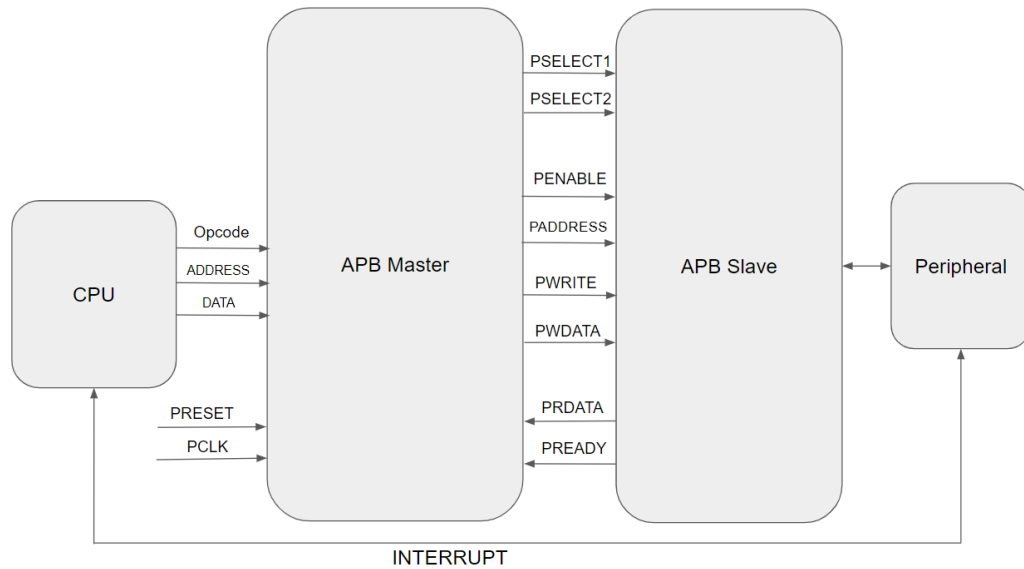 PSELECT1
PSELECT2
PENABLE
PADDRESS
PWRITE
PWDATA
PRDATA
PREADY
Opcode
ADDRESS
DATA
PRESET
PCLK
CPU
APB Master
APB Slave
Peripheral
INTERRUPT